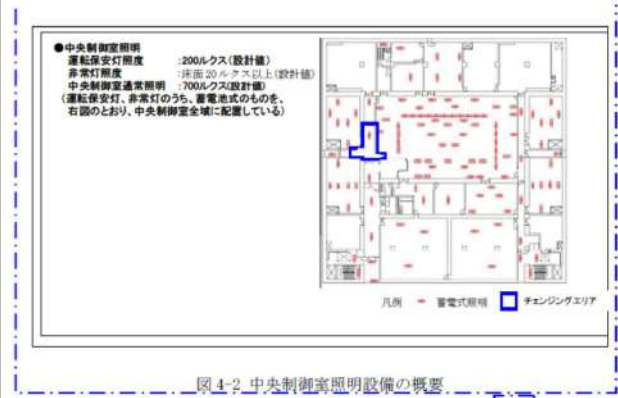 ●中央制御室照明
運転保安灯照度 :200ルクス(設計値)
非常灯照度 :床面20ルクス以上(設計値)
中央制御室通常照明 :700ルクス(設計値)
(運転保安灯、非常灯のうち、蓄電池式のものを、
右図のとおり、中央制御室全域に配置している)
凡例 蓄電式照明 チェンジングエリア
図 4-2 中央制御室照明設備の概要